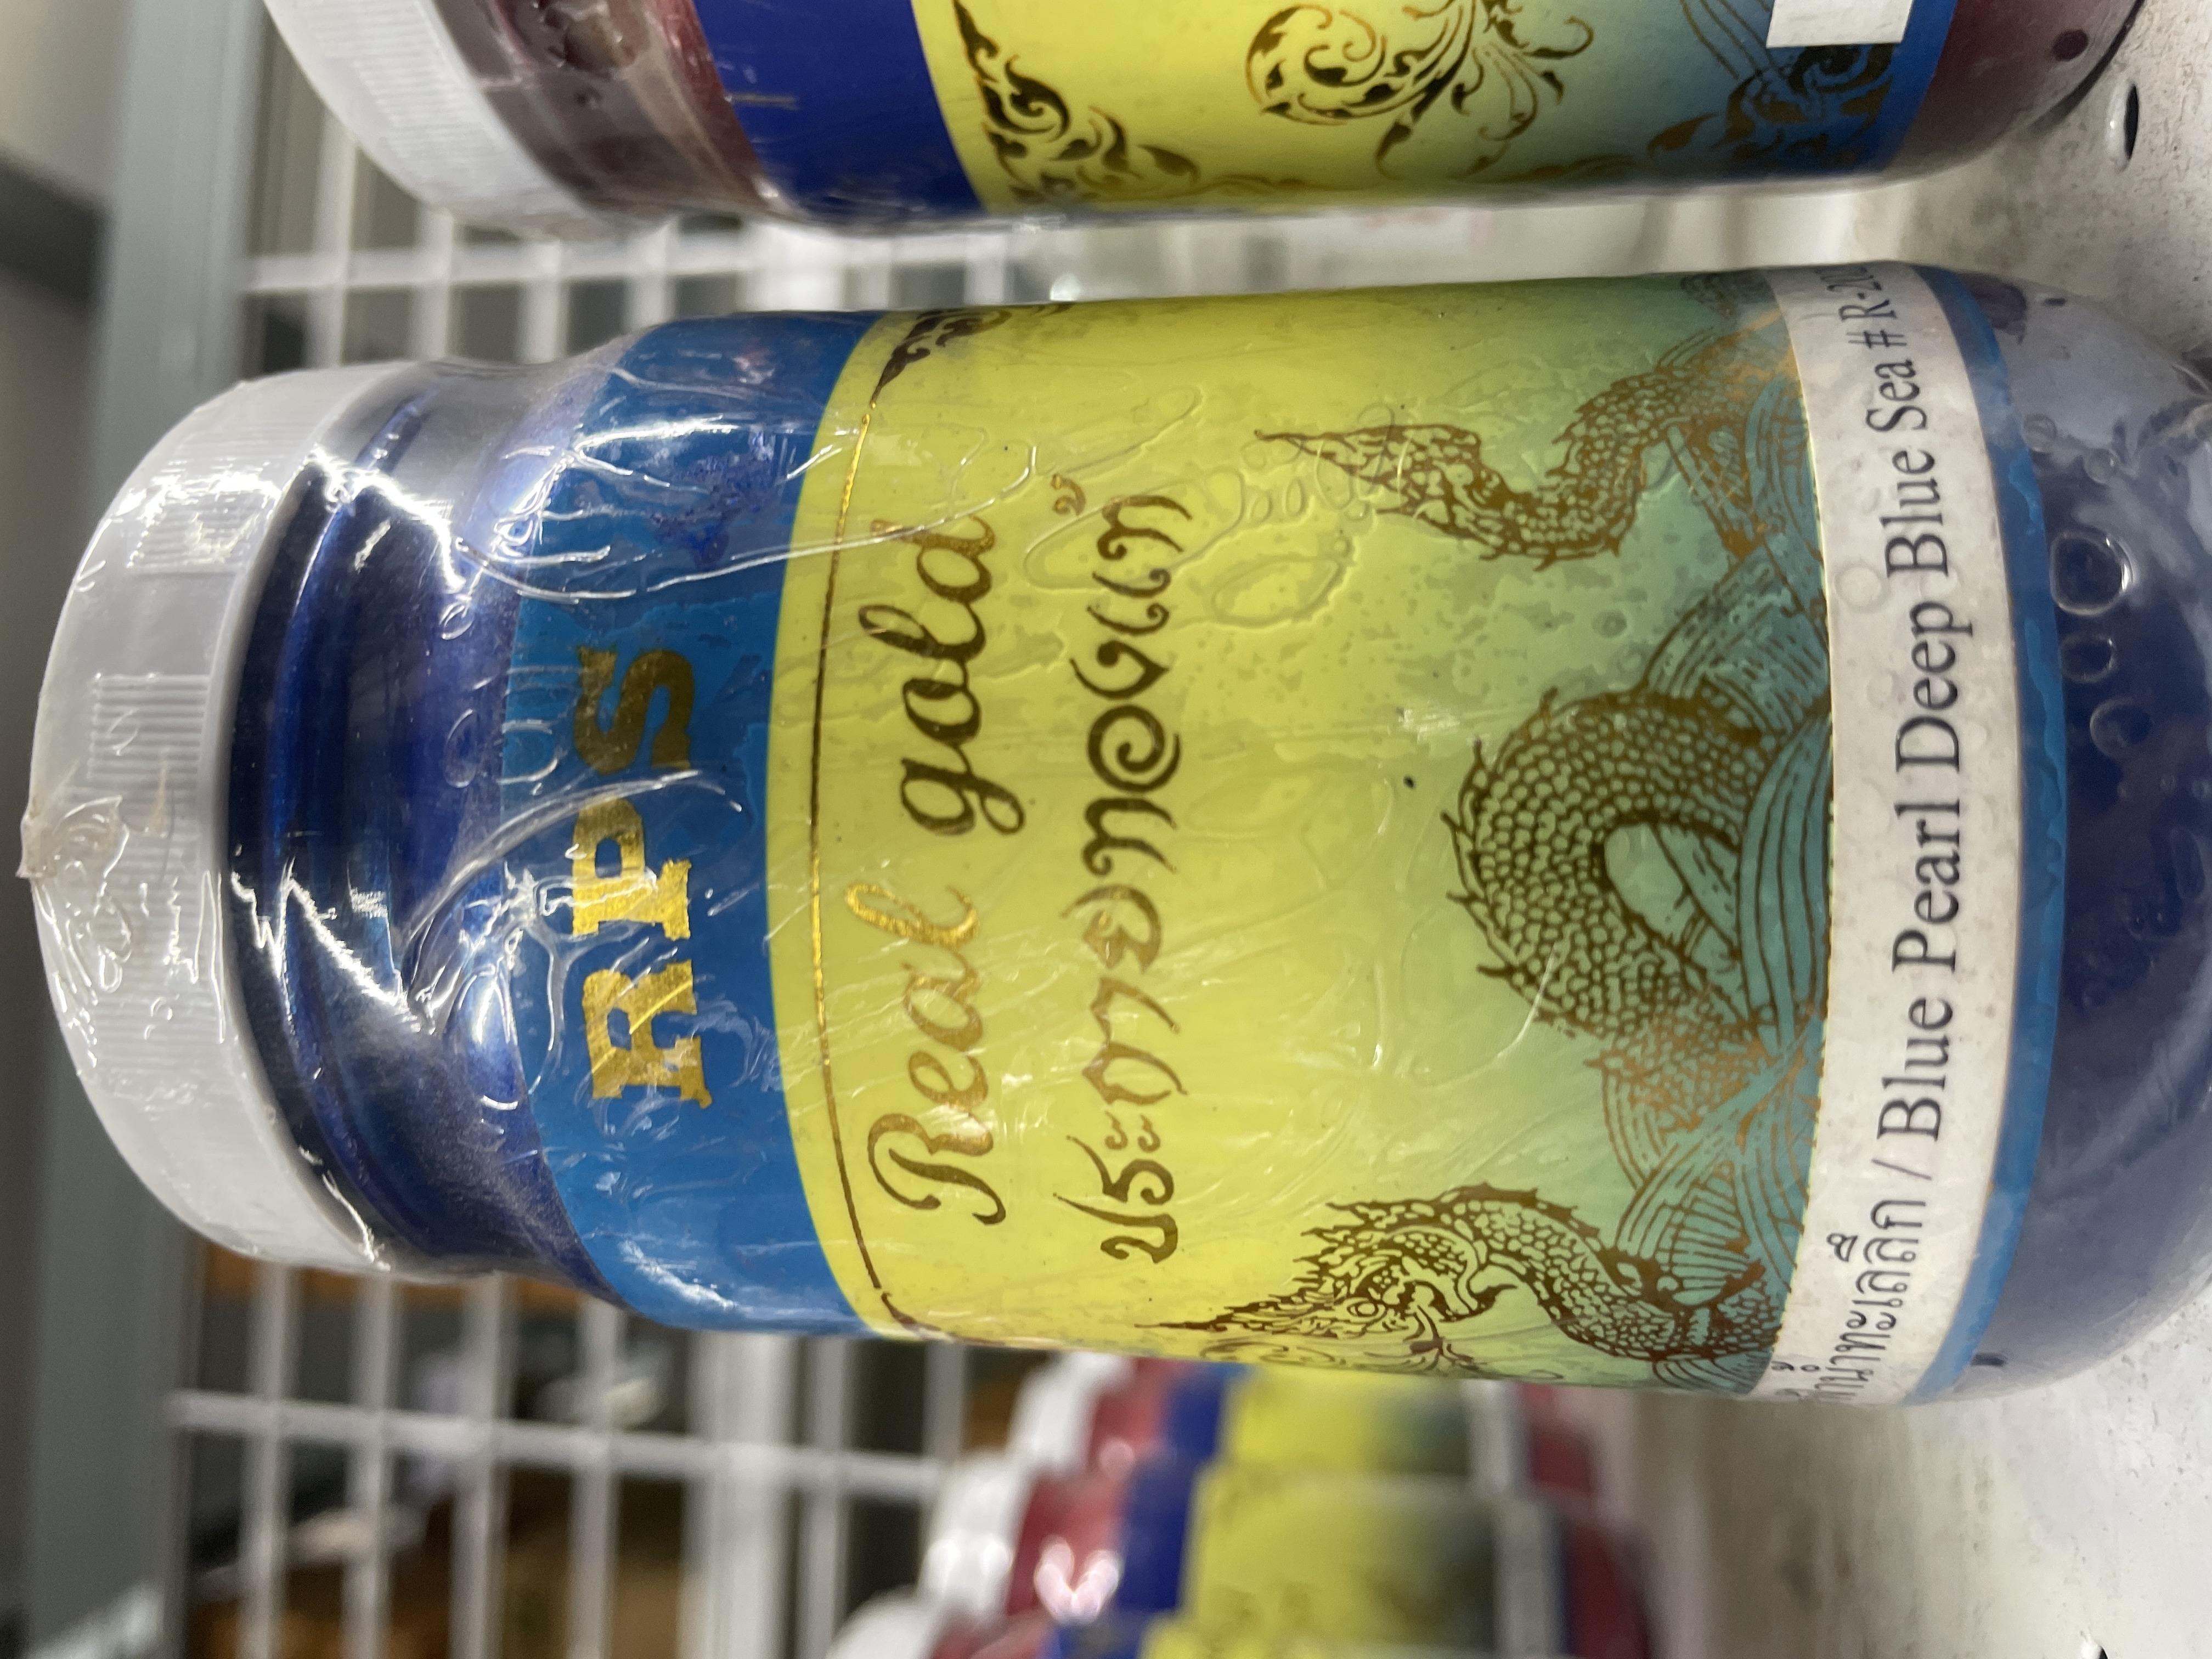 RPS
Real gold
ประกายทองแท้
น้ำทะเลลึก / Blue Pearl Deep Blue Sea #